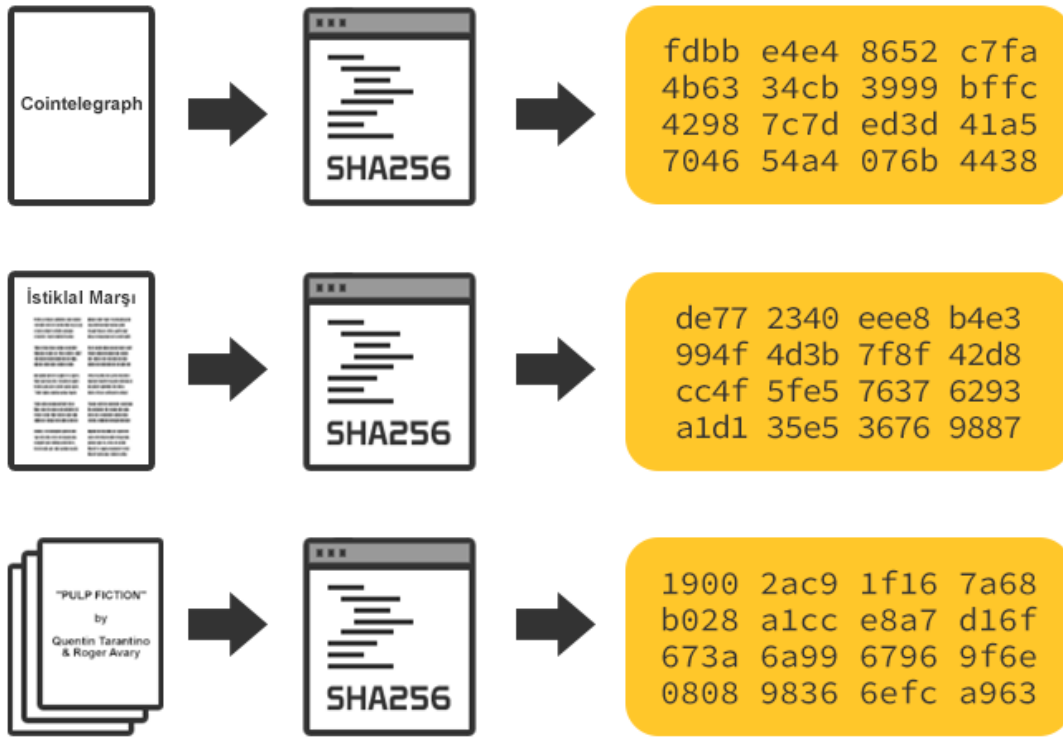 Cointelegraph
SHA256
fdbb e4e4 8652 c7fa
4b63 34cb 3999 bffc
4298 7c7d ed3d 41a5
7046 54a4 076b 4438
İstiklal Marşı
SHA256
de77 2340 eee8 b4e3
994f 4d3b 7f8f 42d8
cc4f 5fe5 7637 6293
a1d1 35e5 3676 9887
"PULP FICTION"
by
Quentin Tarantino
& Roger Avary
SHA256
1900 2ac9 1f16 7a68
b028 a1cc e8a7 d16f
673a 6a99 6796 9f6e
0808 9836 6efc a963